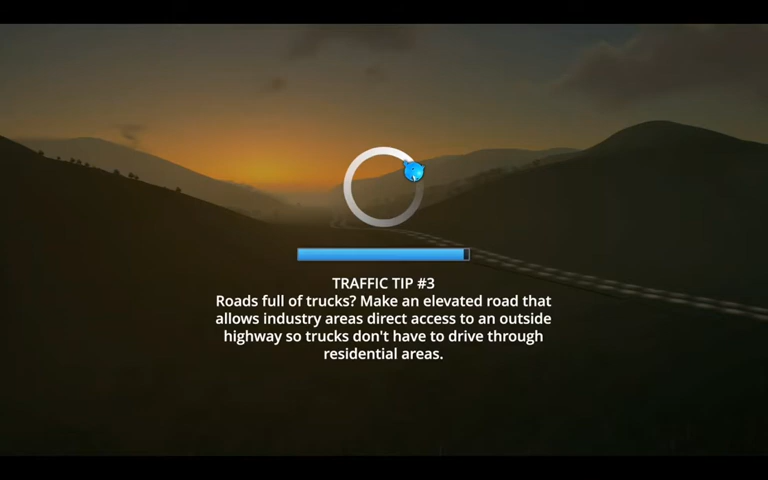 TRAFFIC TIP #3
Roads full of trucks? Make an elevated road that
allows industry areas direct access to an outside
highway so trucks don't have to drive through
residential areas.